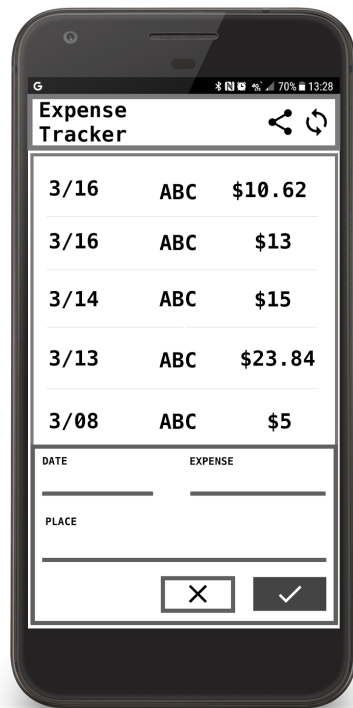 G 70% 13:28
Expense
Tracker
3/16 ABC $10.62
3/16 ABC $13
3/14 ABC $15
3/13 ABC $23.84
3/08 ABC $5
DATE EXPENSE
PLACE